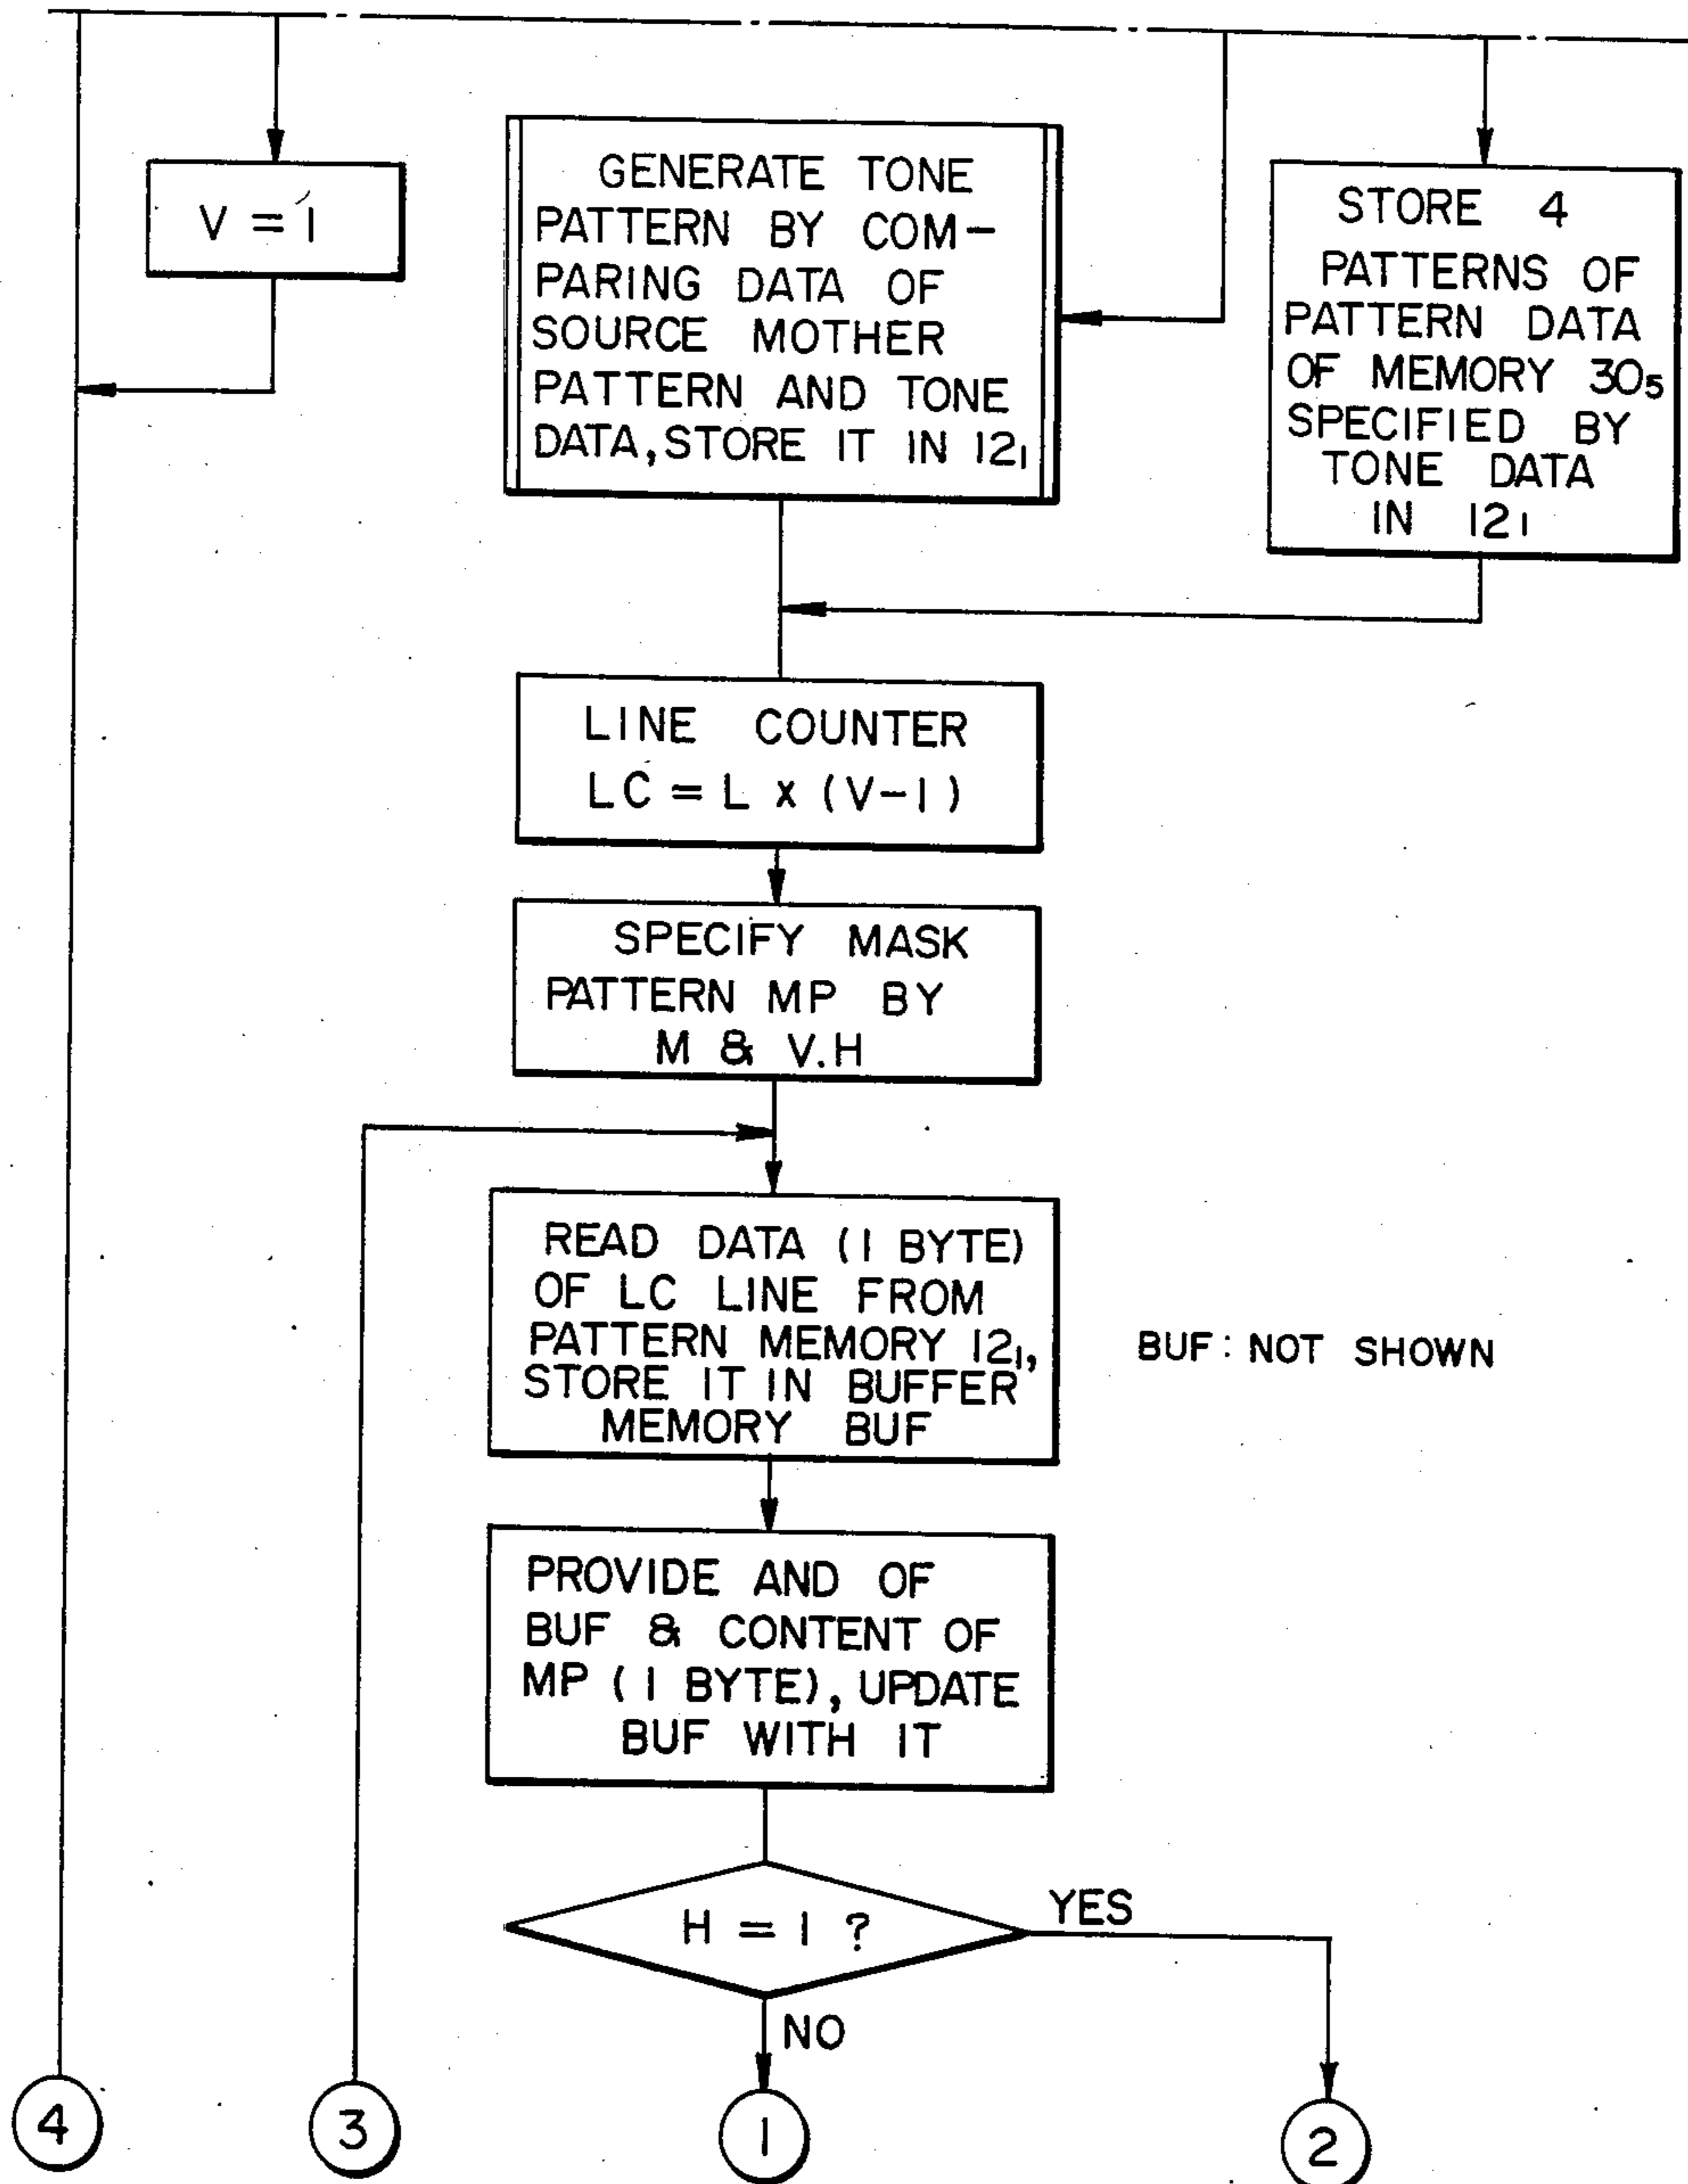 V = 1
GENERATE TONE
PATTERN BY COM-
PARING DATA OF
SOURCE MOTHER
PATTERN AND TONE
DATA, STORE IT IN 12₁
STORE 4
PATTERNS OF
PATTERN DATA
OF MEMORY 30₅
SPECIFIED BY
TONE DATA
IN 12₁
LINE COUNTER
LC = L x (V-1)
SPECIFY MASK
PATTERN MP BY
M & V.H
READ DATA (1 BYTE)
OF LC LINE FROM
PATTERN MEMORY 12₁,
STORE IT IN BUFFER
MEMORY BUF
BUF: NOT SHOWN
PROVIDE AND OF
BUF & CONTENT OF
MP (1 BYTE), UPDATE
BUF WITH IT
H = 1 ?
YES
NO
4
3
1
2